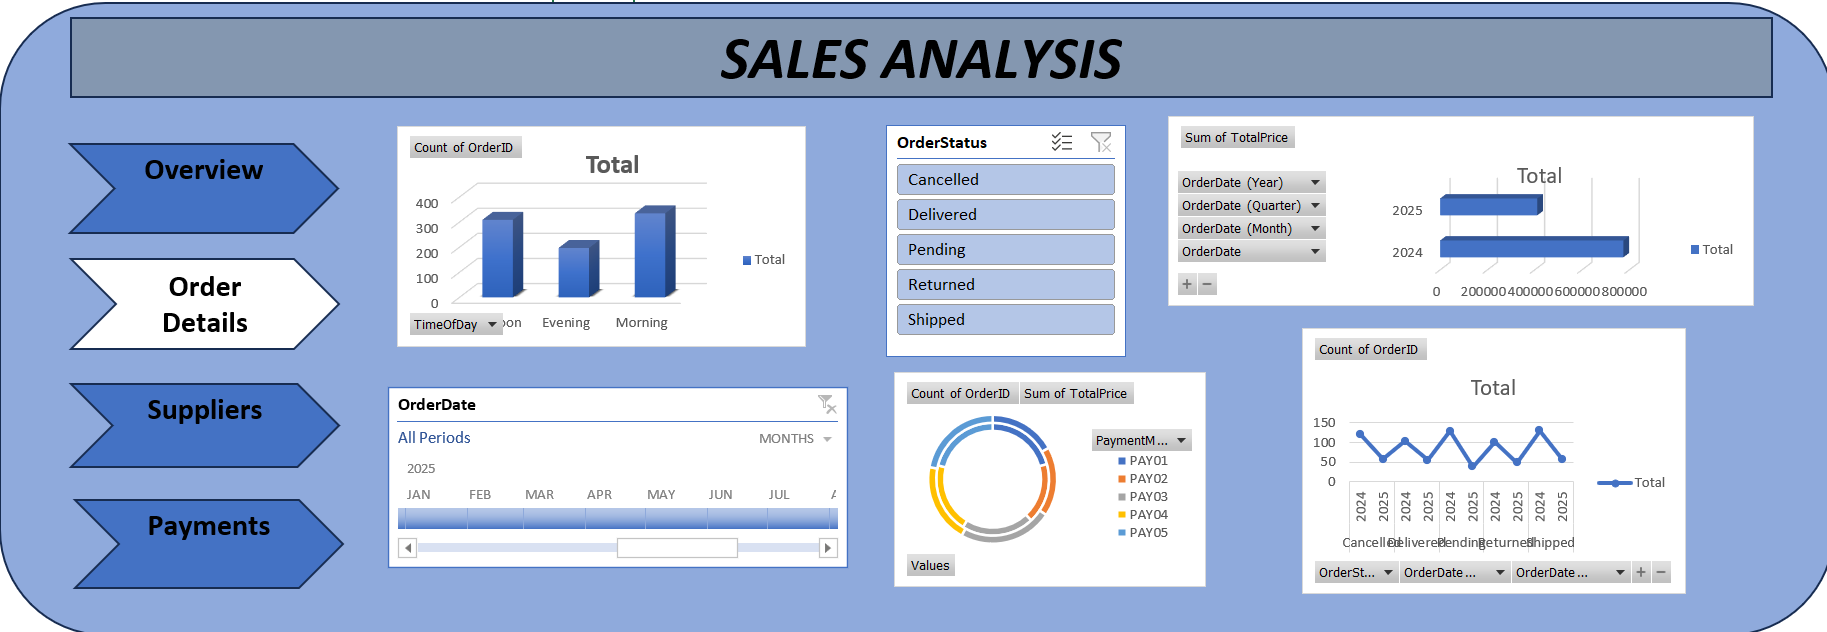 SALES ANALYSIS
Overview
Order
Details
Suppliers
Payments
Count of OrderID
Total
400
300
200
100
0
Total
TimeOfDay
Evening
Morning
OrderStatus
Cancelled
Delivered
Pending
Returned
Shipped
Sum of TotalPrice
OrderDate (Year)
OrderDate (Quarter)
OrderDate (Month)
OrderDate
+ −
Total
2025
2024
0 200000 400000 600000 800000
Total
OrderDate
All Periods
MONTHS
2025
JAN FEB MAR APR MAY JUN JUL
Count of OrderID Sum of TotalPrice
PaymentM...
PAY01
PAY02
PAY03
PAY04
PAY05
Values
Count of OrderID
Total
150
100
50
0
2024 2025 2024 2025 2024 2025 2024 2025 2024 2025
Cancelled Delivered Pending Returned Shipped
Total
OrderSt... OrderDate ... OrderDate ... + −